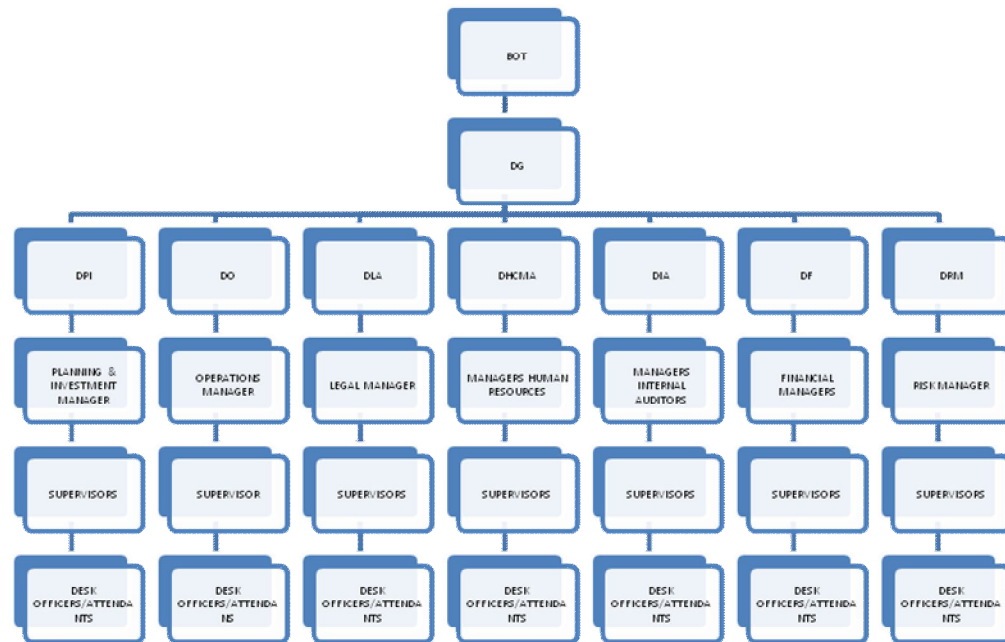 BOT
DG
DPI
DO
DLA
DHCMA
DIA
DF
DRM
PLANNING &
INVESTMENT
MANAGER
OPERATIONS
MANAGER
LEGAL MANAGER
MANAGERS HUMAN
RESOURCES
MANAGERS
INTERNAL
AUDITORS
FINANCIAL
MANAGERS
RISK MANAGER
SUPERVISORS
SUPERVISOR
SUPERVISORS
SUPERVISORS
SUPERVISORS
SUPERVISORS
SUPERVISORS
DESK
OFFICERS/ATTENDA
NTS
DESK
OFFICERS/ATTENDA
NS
DESK
OFFICERS/ATTENDA
NTS
DESK
OFFICERS/ATTENDA
NTS
DESK
OFFICERS/ATTENDA
NTS
DESK
OFFICERS/ATTENDA
NTS
DESK
OFFICERS/ATTENDA
NTS